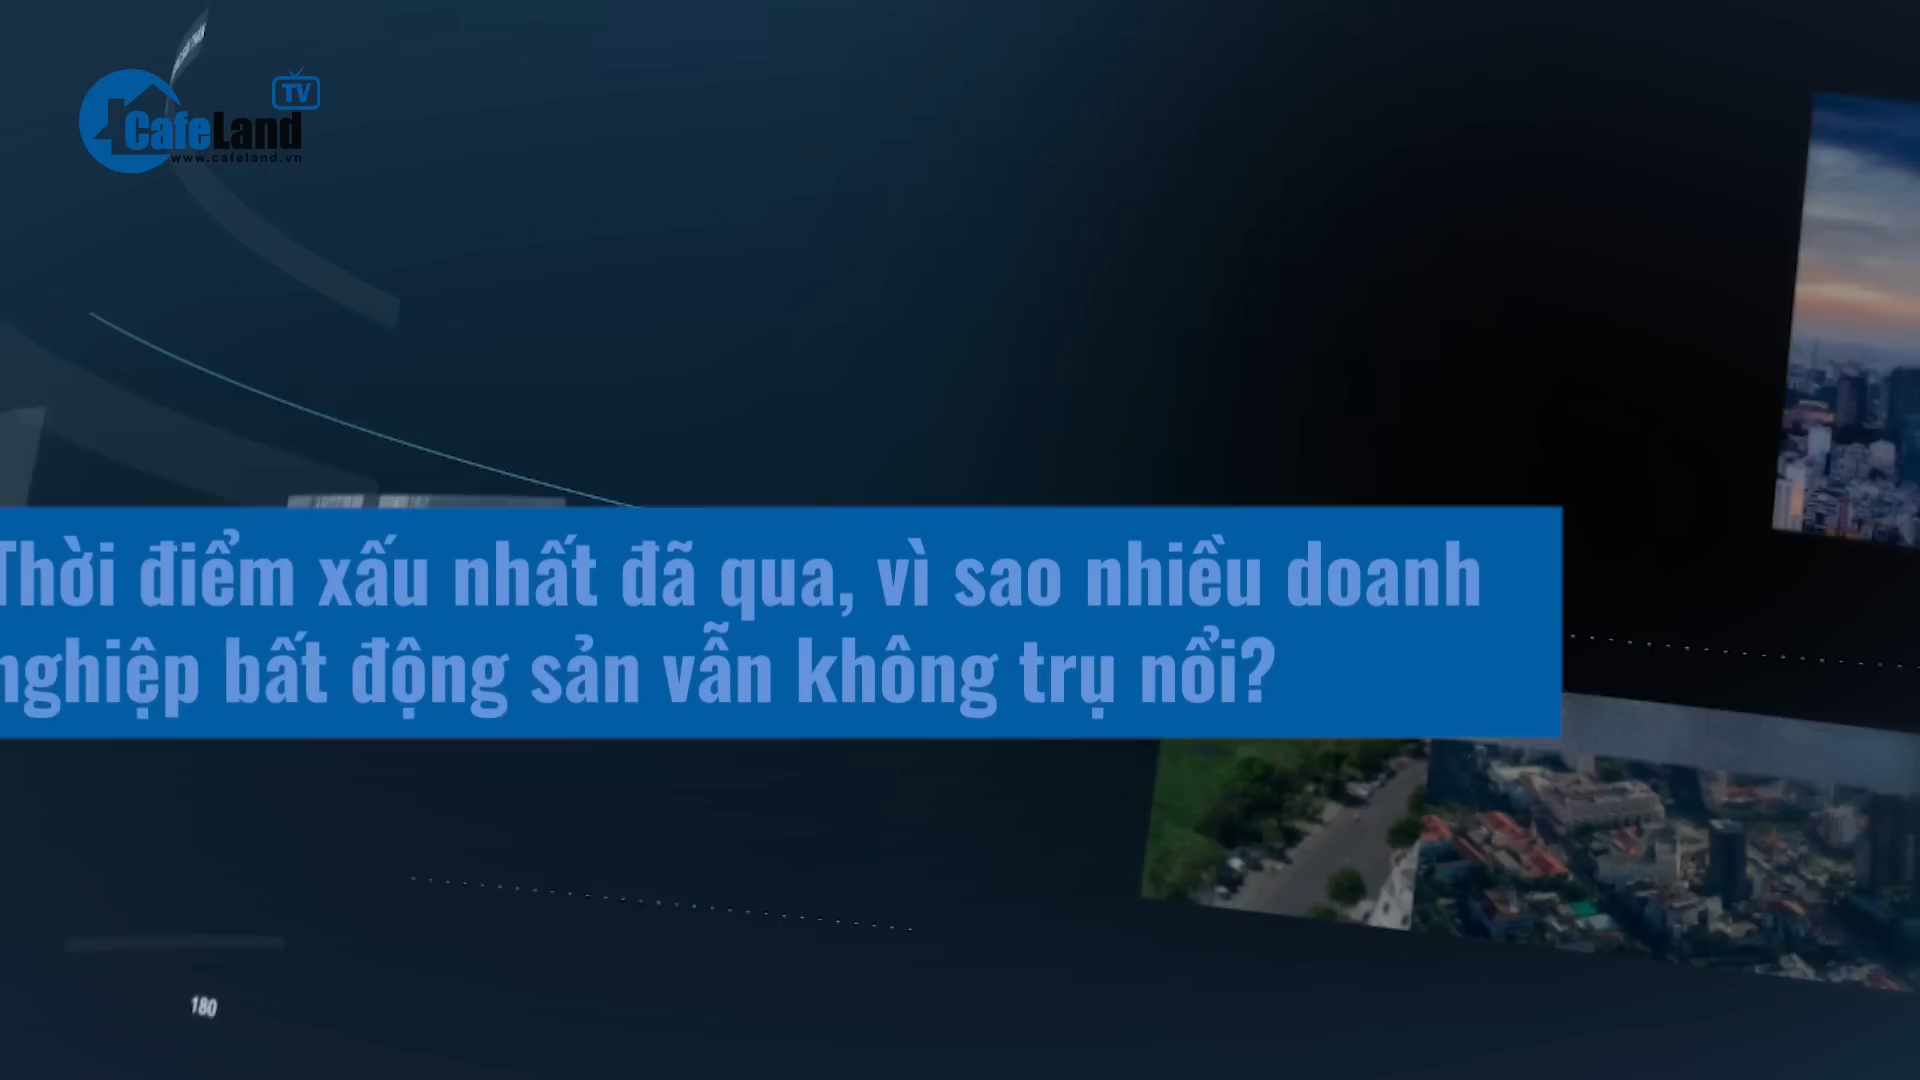 TV
CafeLand
www.cafeland.vn
Thời điểm xấu nhất đã qua, vì sao nhiều doanh
nghiệp bất động sản vẫn không trụ nổi?
180